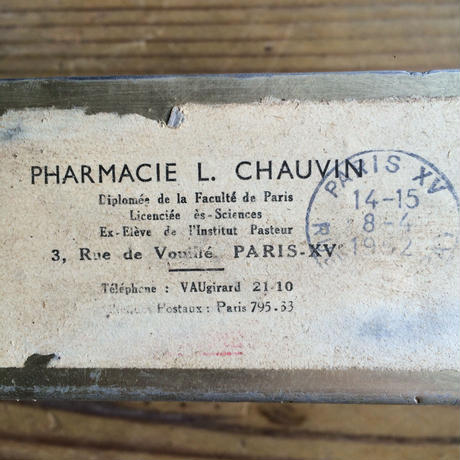 PHARMACIE L. CHAUVIN
Diplomée de la Faculté de Paris
Licenciée ès-Sciences
Ex-Elève de l'Institut Pasteur
3, Rue de Vouillé, PARIS-XV
Téléphone : VAUgirard 21-10
Postaux : Paris 795.33
PARIS XV
14-15
8-4